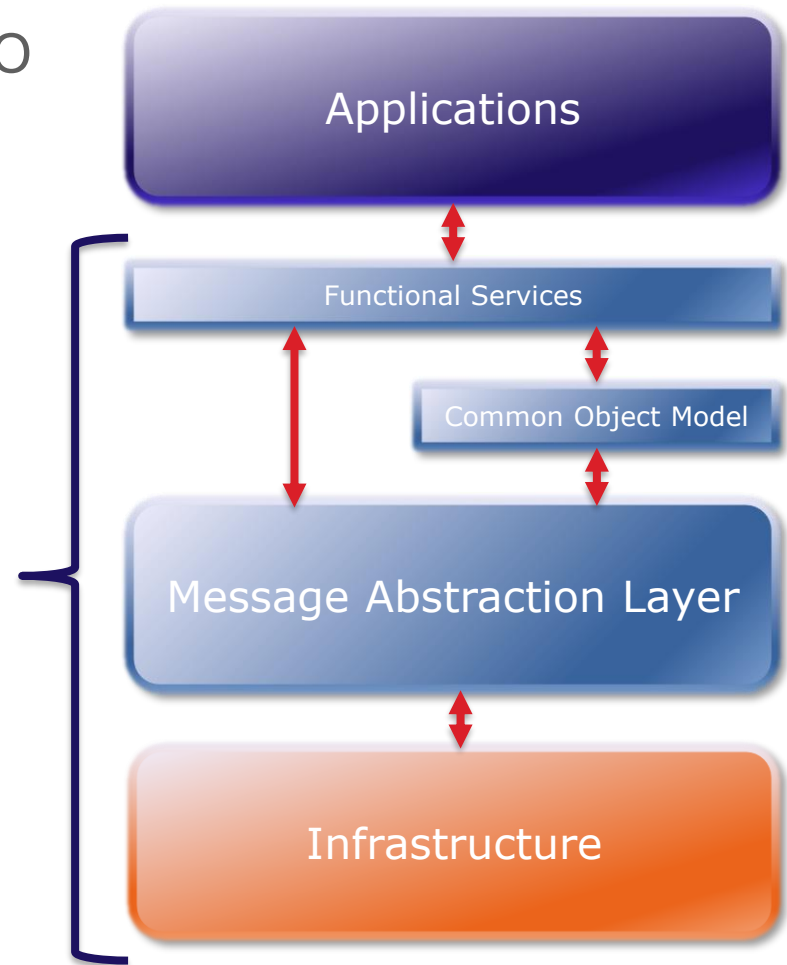 Applications
Functional Services
Common Object Model
Message Abstraction Layer
Infrastructure